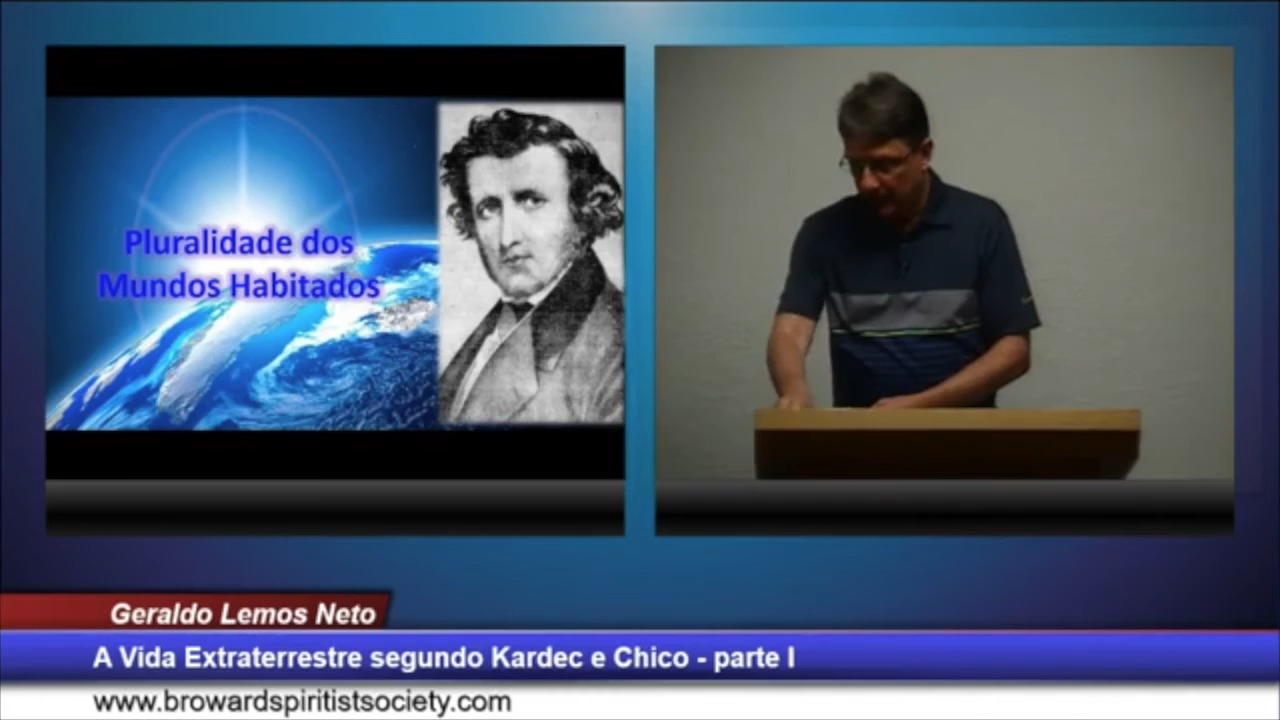 Pluralidade dos
Mundos Habitados
Geraldo Lemos Neto
A Vida Extraterrestre segundo Kardec e Chico - parte I
www.browardspiritistsociety.com